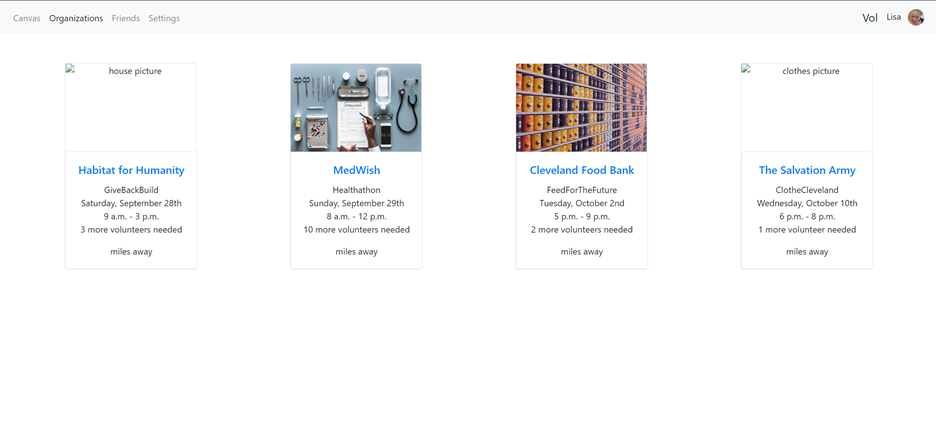 Canvas Organizations Friends Settings Vol Lisa
house picture
Habitat for Humanity
GiveBackBuild
Saturday, September 28th
9 a.m. - 3 p.m.
3 more volunteers needed
miles away
MedWish
Healthathon
Sunday, September 29th
8 a.m. - 12 p.m.
10 more volunteers needed
miles away
Cleveland Food Bank
FeedForTheFuture
Tuesday, October 2nd
5 p.m. - 9 p.m.
2 more volunteers needed
miles away
clothes picture
The Salvation Army
ClotheCleveland
Wednesday, October 10th
6 p.m. - 8 p.m.
1 more volunteer needed
miles away